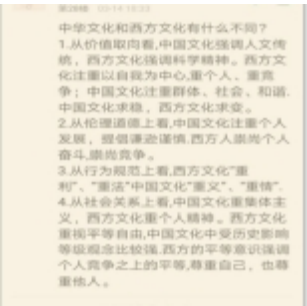 中华文化和西方文化有什么不同?
1.从价值取向看,中国文化强调人文传
统,西方文化强调科学精神。西方文
化注重以自我为中心,重个人、重竞
争;中国文化注重群体、社会、和谐.
中国文化求稳,西方文化求变。
2.从伦理道德上看,中国文化注重个人
发展,提倡谦逊谨慎.西方人崇尚个人
奋斗,崇尚竞争。
3.从行为规范上看,西方文化"重
利"、"重法"中国文化"重义"、"重情".
4.从社会关系上看,中国文化重集体主
义,西方文化重个人精神。西方文化
重视平等自由,中国文化中受历史影响
等级观念比较强.西方的平等意识强调
个人竞争之上的平等,尊重自己,也尊
重他人。